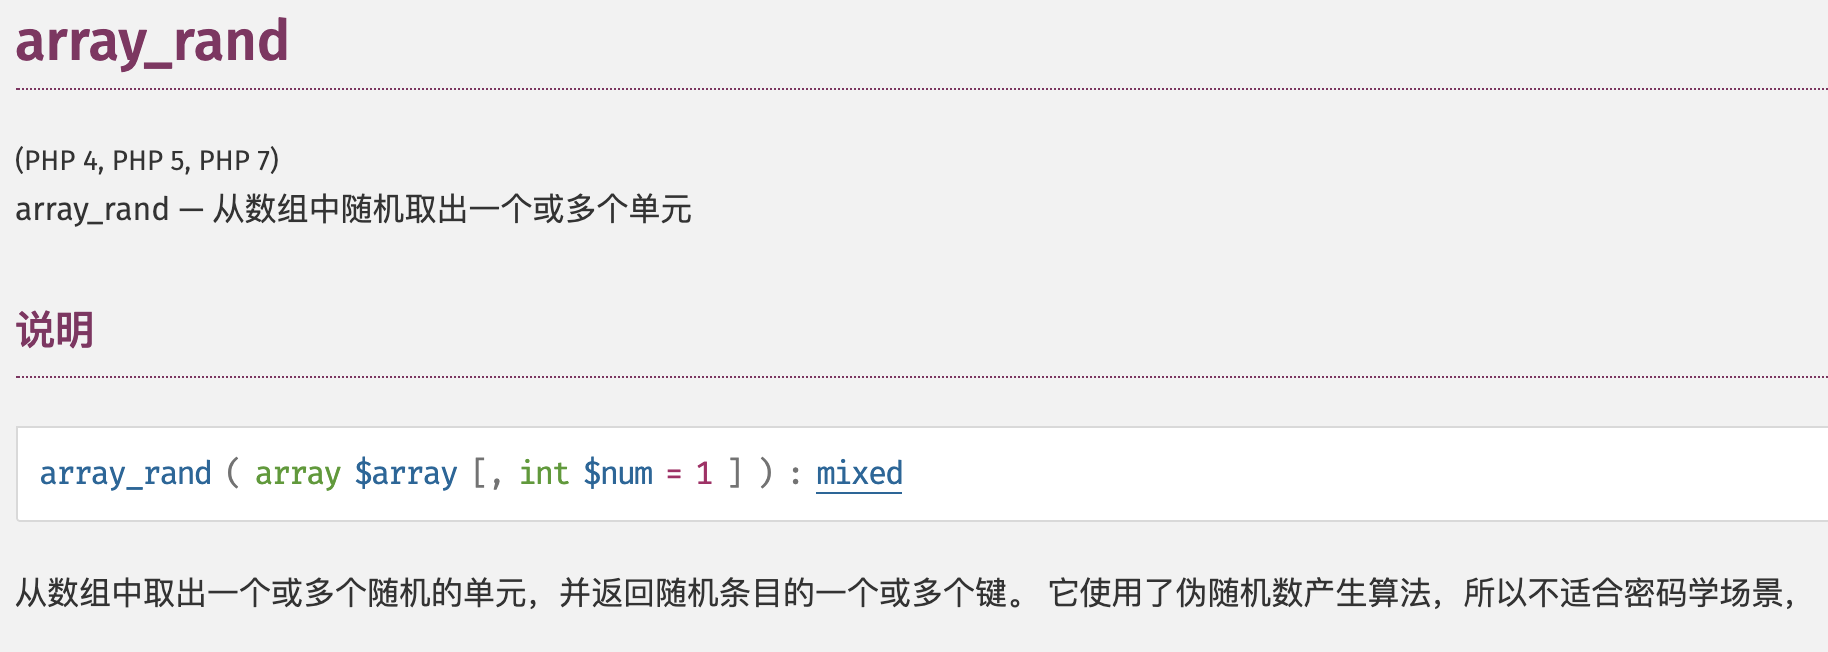 array_rand
(PHP 4, PHP 5, PHP 7)
array_rand — 从数组中随机取出一个或多个单元
说明
array_rand ( array $array [, int $num = 1 ] ) : mixed
从数组中取出一个或多个随机的单元，并返回随机条目的一个或多个键。 它使用了伪随机数产生算法，所以不适合密码学场景，